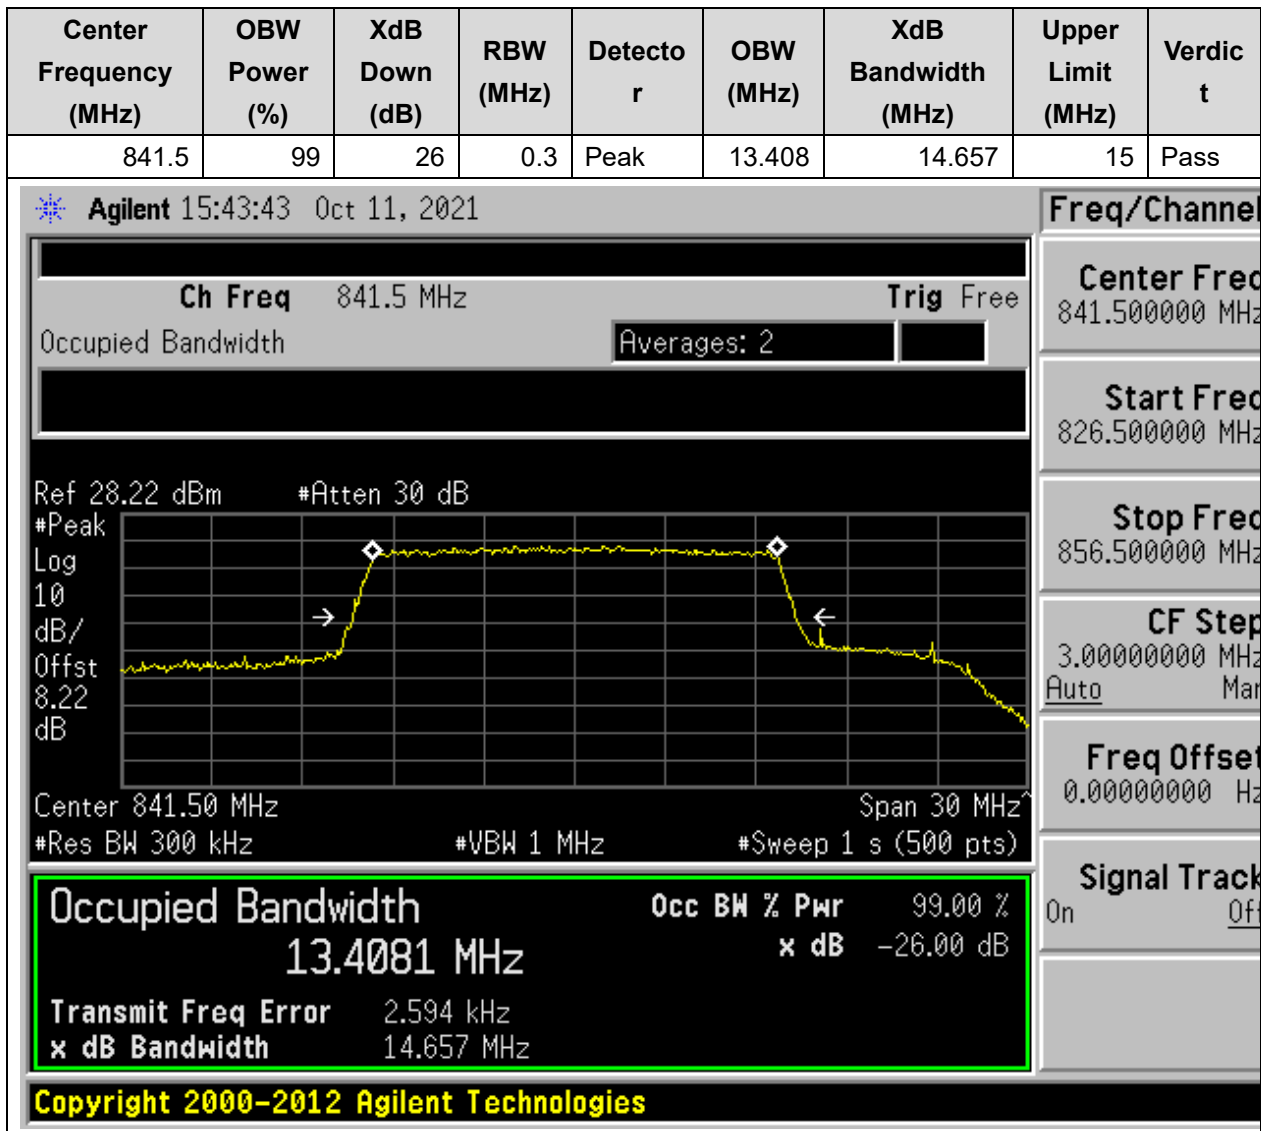 Center Frequency (MHz) OBW Power (%) XdB Down (dB) RBW (MHz) Detector OBW (MHz) XdB Bandwidth (MHz) Upper Limit (MHz) Verdict
841.5 99 26 0.3 Peak 13.408 14.657 15 Pass
Agilent 15:43:43 Oct 11, 2021
Freq/Channel
Ch Freq 841.5 MHz Trig Free
Occupied Bandwidth Averages: 2
Center Freq
841.500000 MHz
Start Freq
826.500000 MHz
Stop Freq
856.500000 MHz
CF Step
3.00000000 MHz
Auto Man
Freq Offset
0.00000000 Hz
Signal Track
On Off
Ref 28.22 dBm #Atten 30 dB
#Peak
Log
10
dB/
Offst
8.22
dB
Center 841.50 MHz Span 30 MHz^
#Res BW 300 kHz #VBW 1 MHz #Sweep 1 s (500 pts)
Occupied Bandwidth Occ BW % Pwr 99.00 %
13.4081 MHz x dB -26.00 dB
Transmit Freq Error 2.594 kHz
x dB Bandwidth 14.657 MHz
Copyright 2000-2012 Agilent Technologies